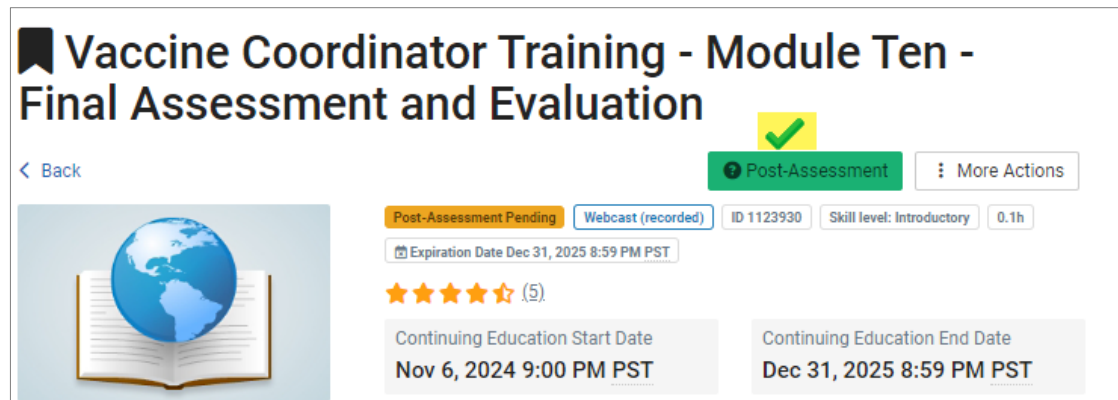 Vaccine Coordinator Training - Module Ten -
Final Assessment and Evaluation
Back
Post-Assessment
More Actions
Post-Assessment Pending
Webcast (recorded)
ID 1123930
Skill level: Introductory
0.1h
Expiration Date Dec 31, 2025 8:59 PM PST
(5)
Continuing Education Start Date
Nov 6, 2024 9:00 PM PST
Continuing Education End Date
Dec 31, 2025 8:59 PM PST